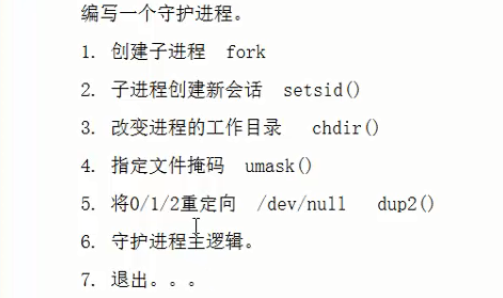 编写一个守护进程。
1. 创建子进程 fork
2. 子进程创建新会话 setsid()
3. 改变进程的工作目录 chdir()
4. 指定文件掩码 umask()
5. 将0/1/2重定向 /dev/null dup2()
6. 守护进程主逻辑。
7. 退出。。。